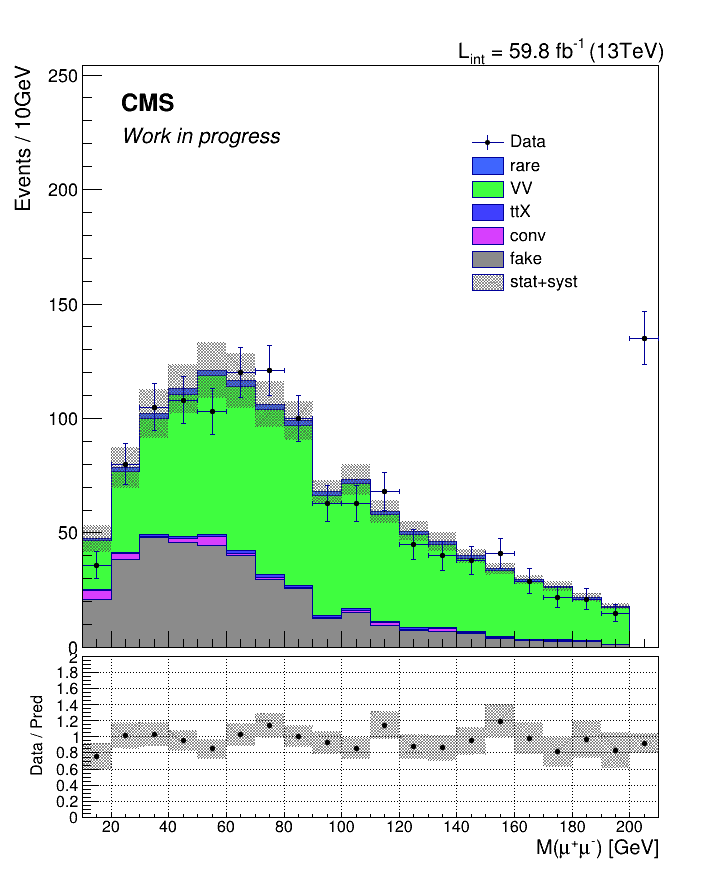 L_int = 59.8 fb⁻¹ (13TeV)
Events / 10GeV
250
200
150
100
50
0
CMS
Work in progress
Data
rare
VV
ttX
conv
fake
stat+syst
Data / Pred
2
1.8
1.6
1.4
1.2
1
0.8
0.6
0.4
0.2
0
20 40 60 80 100 120 140 160 180 200
M(μ⁺μ⁻) [GeV]